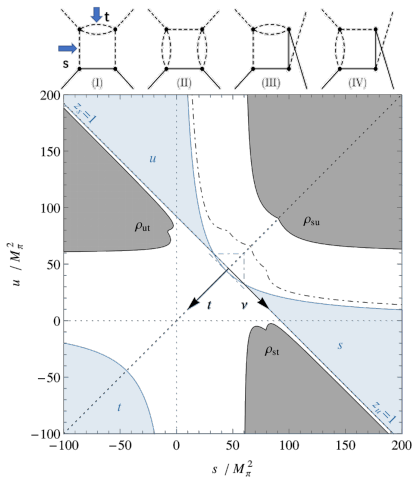 t
s
(I) (II) (III) (IV)
200
150
100
50
0
−50
−100
u / M_π^2
z_s=1
u
ρ_ut
ρ_su
t ν
ρ_st
s
t
z_u=1
−100 −50 0 50 100 150 200
s / M_π^2